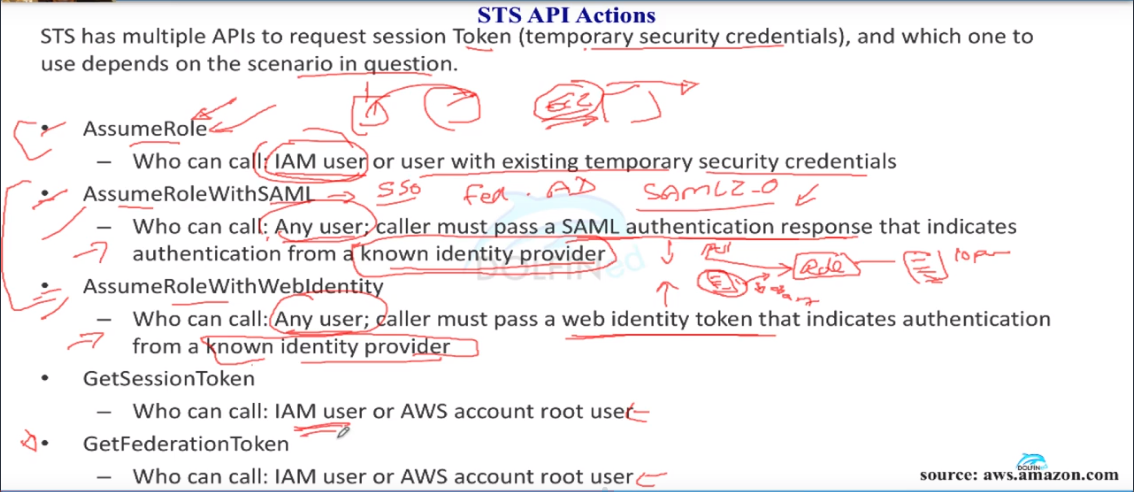 STS API Actions
STS has multiple APIs to request session Token (temporary security credentials), and which one to
use depends on the scenario in question.
EC2
• AssumeRole
– Who can call: IAM user or user with existing temporary security credentials
• AssumeRoleWithSAML SSO Fed. AD SAML2.0
– Who can call: Any user; caller must pass a SAML authentication response that indicates
authentication from a known identity provider
Role
DOLFINed
• AssumeRoleWithWebIdentity
– Who can call: Any user; caller must pass a web identity token that indicates authentication
from a known identity provider
• GetSessionToken
– Who can call: IAM user or AWS account root user
• GetFederationToken
– Who can call: IAM user or AWS account root user
DOLFIN
source: aws.amazon.com